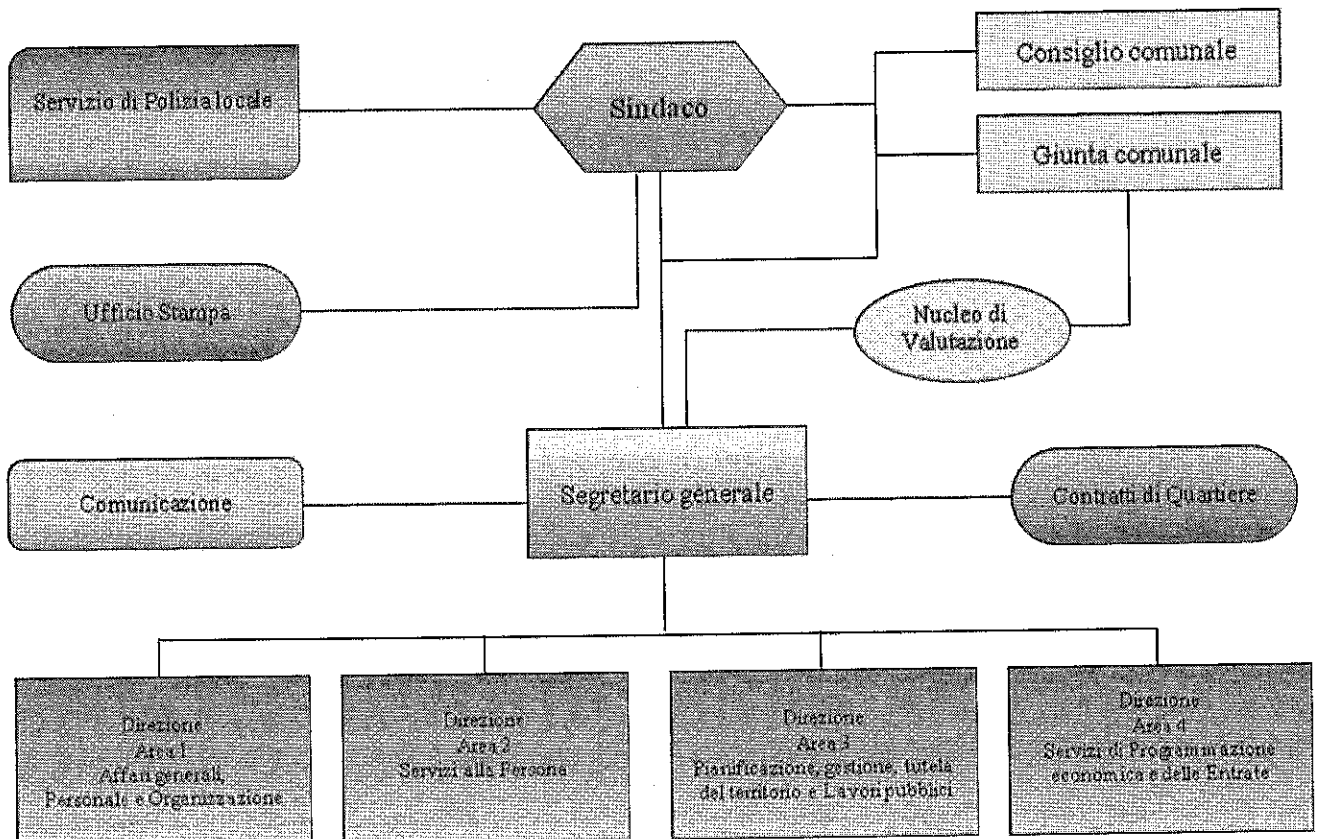 Servizio di Polizia locale
Sindaco
Consiglio comunale
Giunta comunale
Ufficio Stampa
Nucleo di
Valutazione
Comunicazione
Segretario generale
Contratti di Quartiere
Direzione
Area 1
Affari generali,
Personale e Organizzazione
Direzione
Area 2
Servizi alla Persona
Direzione
Area 3
Pianificazione, gestione, tutela
del territorio e Lavori pubblici
Direzione
Area 4
Servizi di Programmazione
economica e delle Entrate